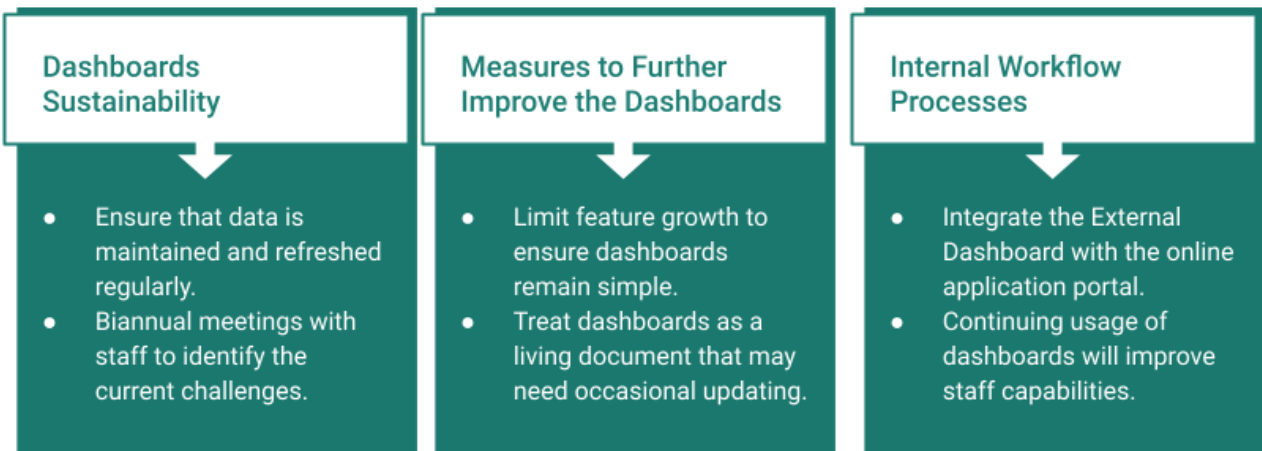 Dashboards
Sustainability
● Ensure that data is
maintained and refreshed
regularly.
● Biannual meetings with
staff to identify the
current challenges.
Measures to Further
Improve the Dashboards
● Limit feature growth to
ensure dashboards
remain simple.
● Treat dashboards as a
living document that may
need occasional updating.
Internal Workflow
Processes
● Integrate the External
Dashboard with the online
application portal.
● Continuing usage of
dashboards will improve
staff capabilities.